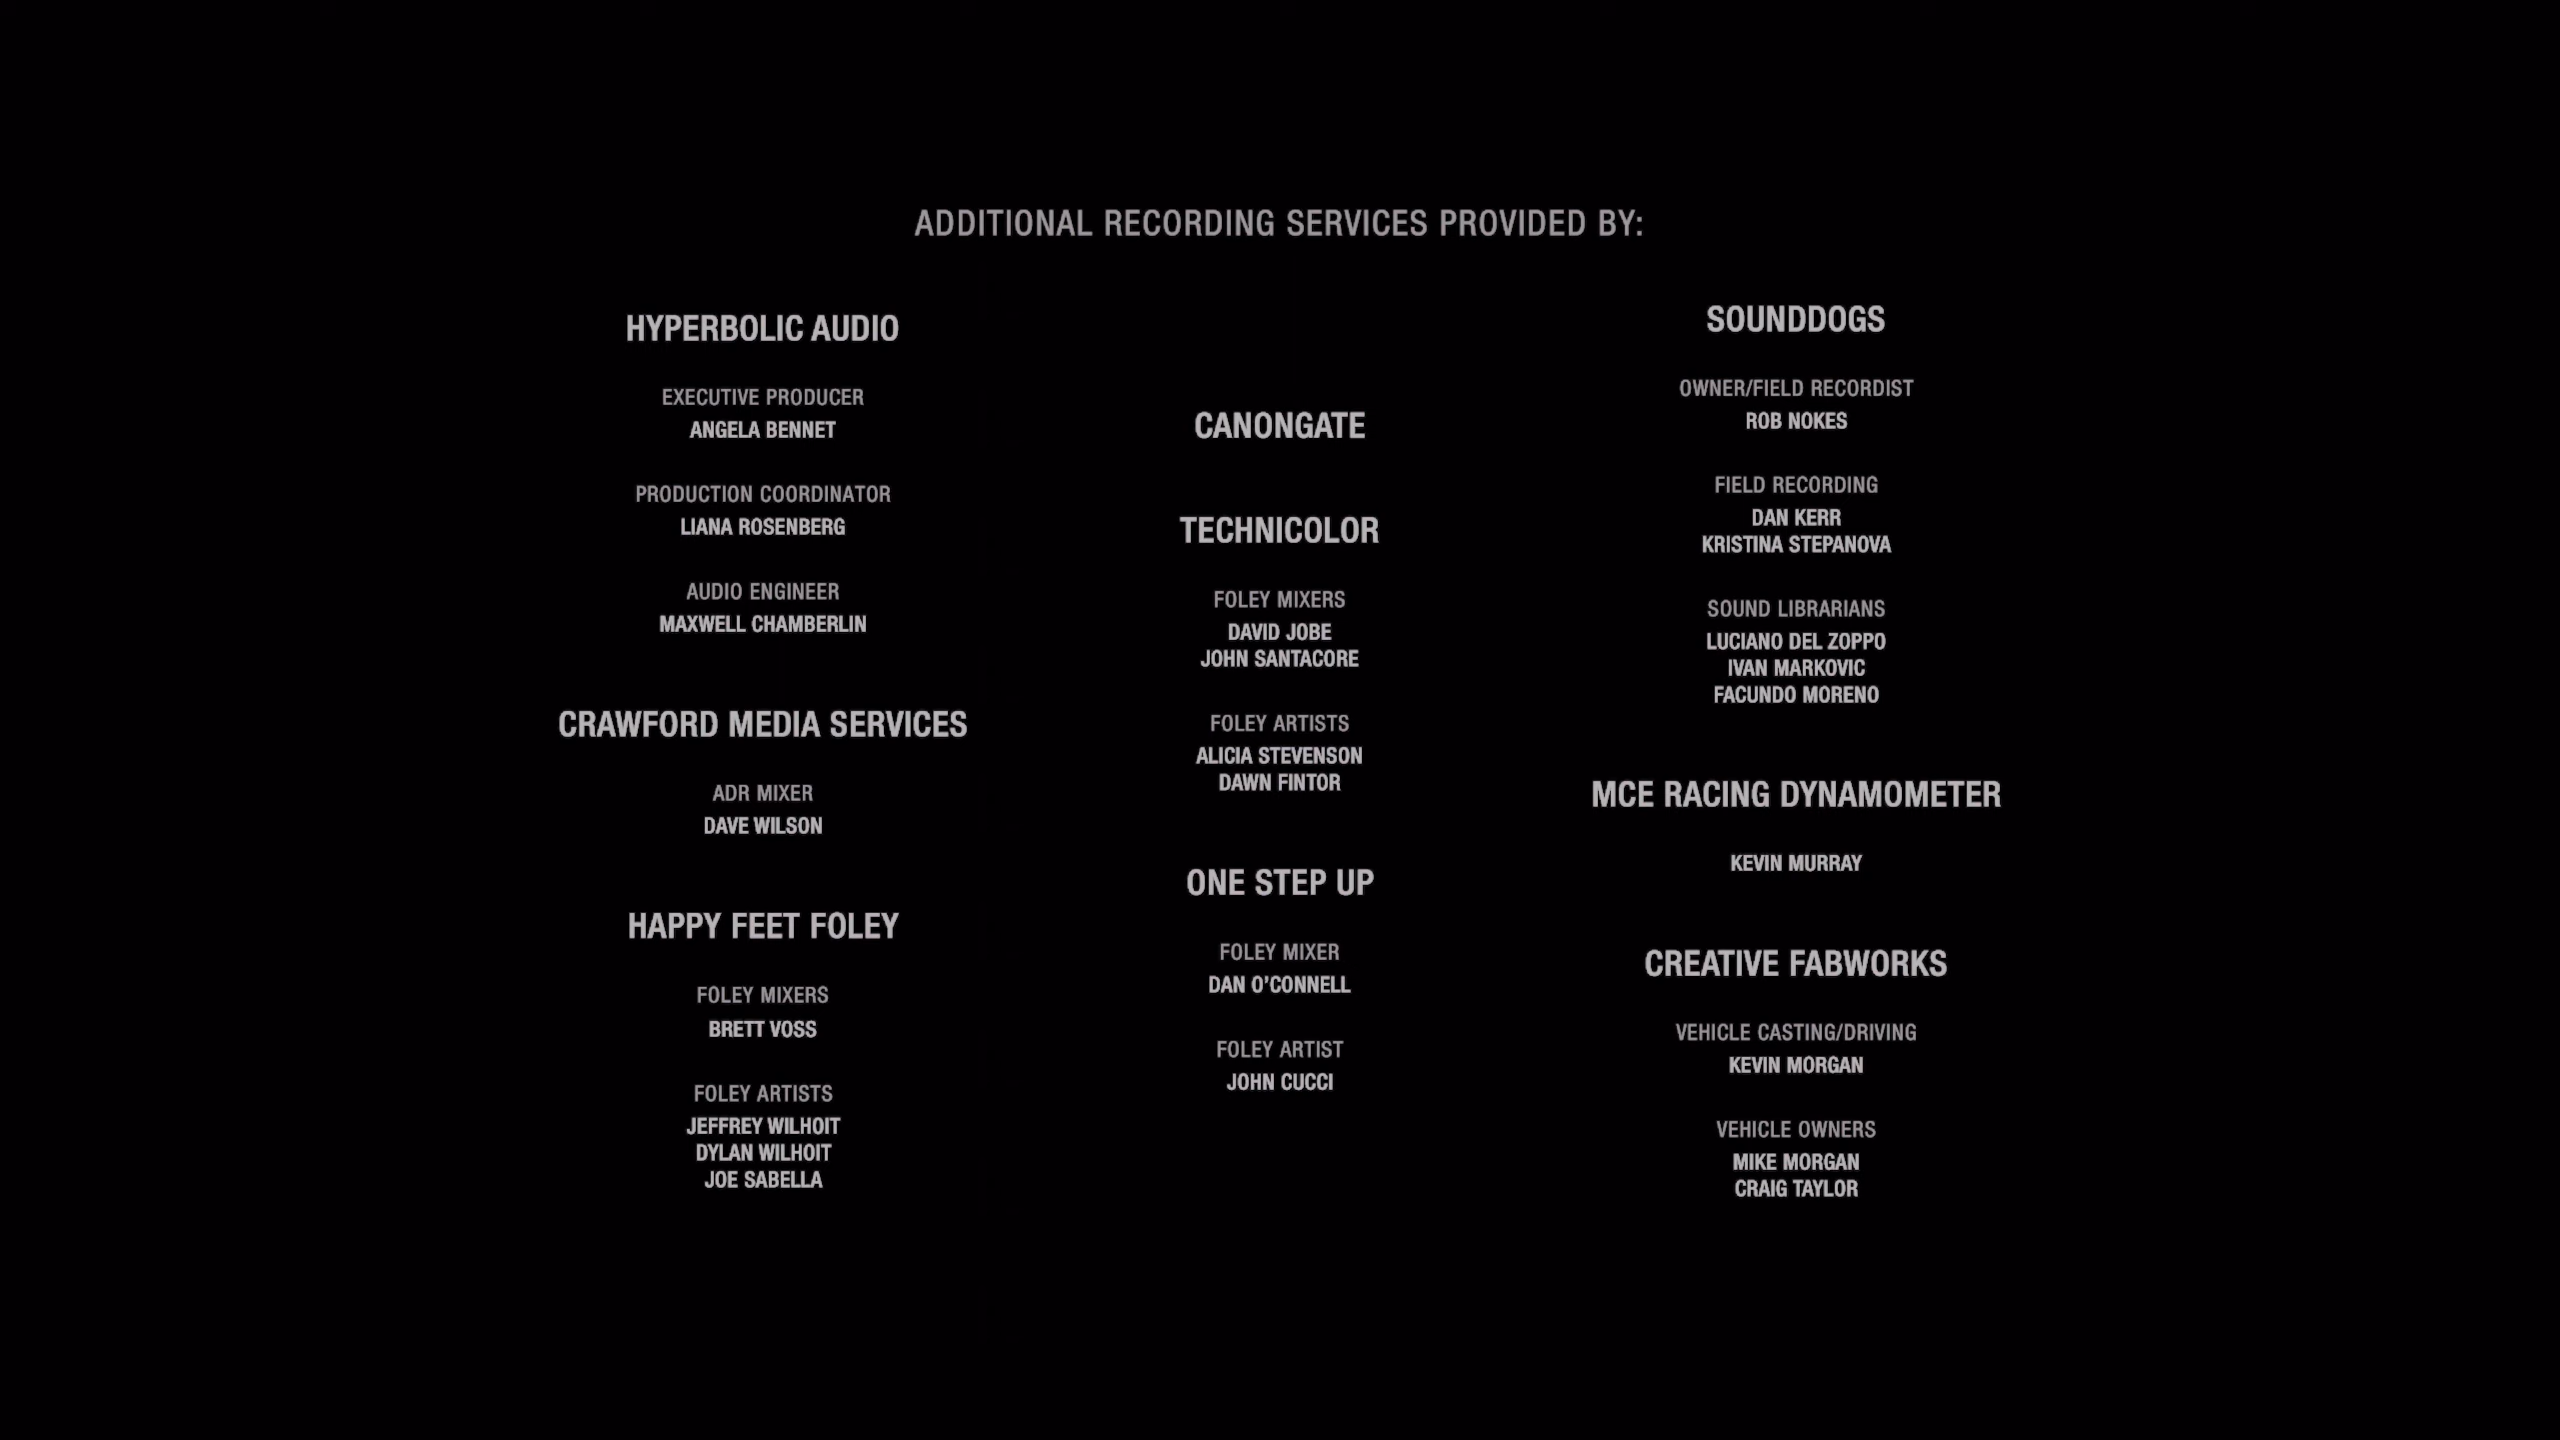 ADDITIONAL RECORDING SERVICES PROVIDED BY:
HYPERBOLIC AUDIO
EXECUTIVE PRODUCER
ANGELA BENNET
PRODUCTION COORDINATOR
LIANA ROSENBERG
AUDIO ENGINEER
MAXWELL CHAMBERLIN
CRAWFORD MEDIA SERVICES
ADR MIXER
DAVE WILSON
HAPPY FEET FOLEY
FOLEY MIXERS
BRETT VOSS
FOLEY ARTISTS
JEFFREY WILHOIT
DYLAN WILHOIT
JOE SABELLA
CANONGATE
TECHNICOLOR
FOLEY MIXERS
DAVID JOBE
JOHN SANTACORE
FOLEY ARTISTS
ALICIA STEVENSON
DAWN FINTOR
ONE STEP UP
FOLEY MIXER
DAN O’CONNELL
FOLEY ARTIST
JOHN CUCCI
SOUNDDOGS
OWNER/FIELD RECORDIST
ROB NOKES
FIELD RECORDING
DAN KERR
KRISTINA STEPANOVA
SOUND LIBRARIANS
LUCIANO DEL ZOPPO
IVAN MARKOVIC
FACUNDO MORENO
MCE RACING DYNAMOMETER
KEVIN MURRAY
CREATIVE FABWORKS
VEHICLE CASTING/DRIVING
KEVIN MORGAN
VEHICLE OWNERS
MIKE MORGAN
CRAIG TAYLOR